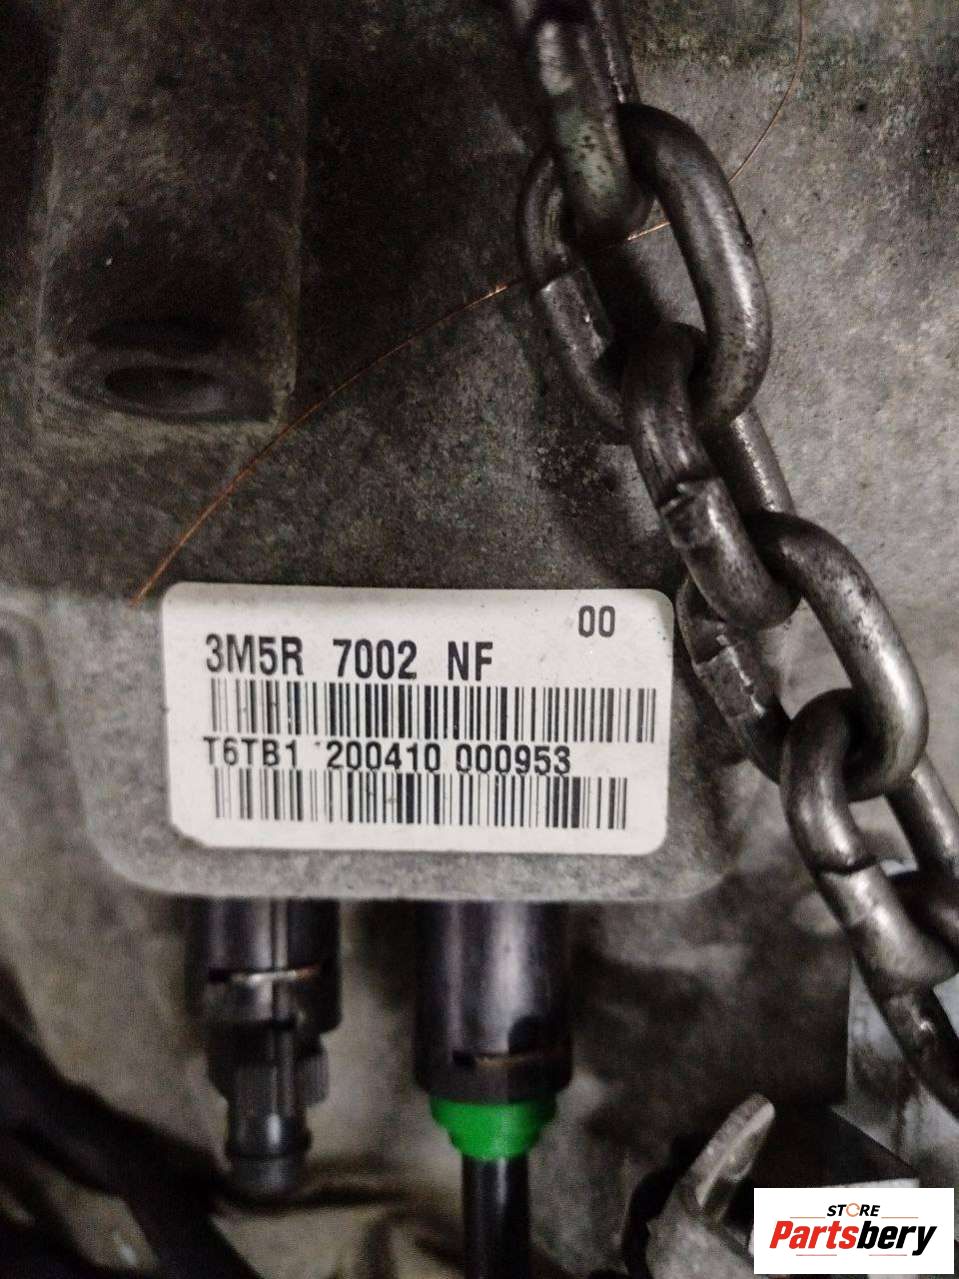 00
3M5R 7002 NF
T6TB1 200410 000953
STORE
Partsbery